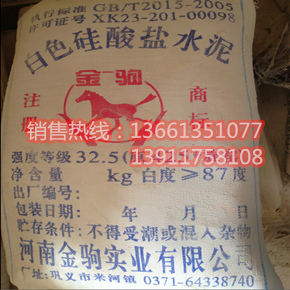 执行标准 GB/T2015-2005
许可证号 XK23-201-00098
白色硅酸盐水泥
金驹
注 商标
销售热线：13661351077
13911758108
强度等级 32.5
净含量 kg 白度≥87度
出厂编号：
包装日期： 年 月 日
贮存条件：不得受潮或混入杂物
河南金驹实业有限公司
厂址：巩义市米河镇 0371-64338740